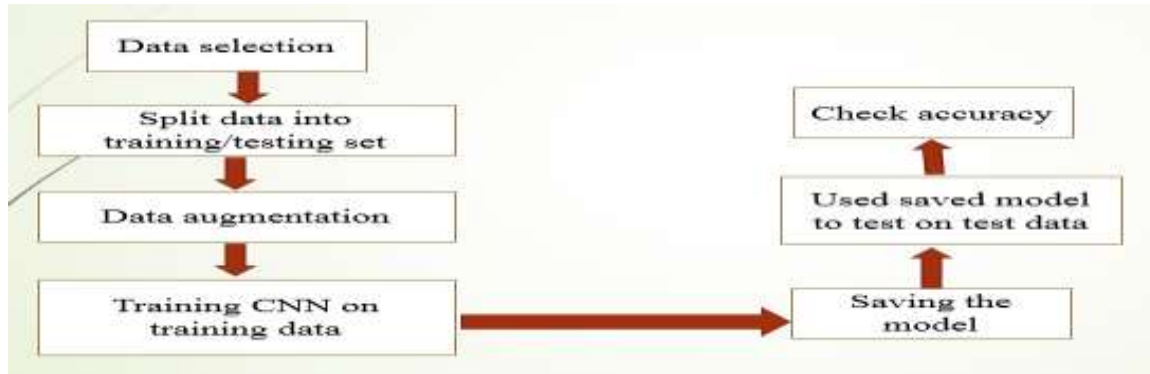 Data selection
Split data into
training/testing set
Data augmentation
Training CNN on
training data
Saving the
model
Used saved model
to test on test data
Check accuracy